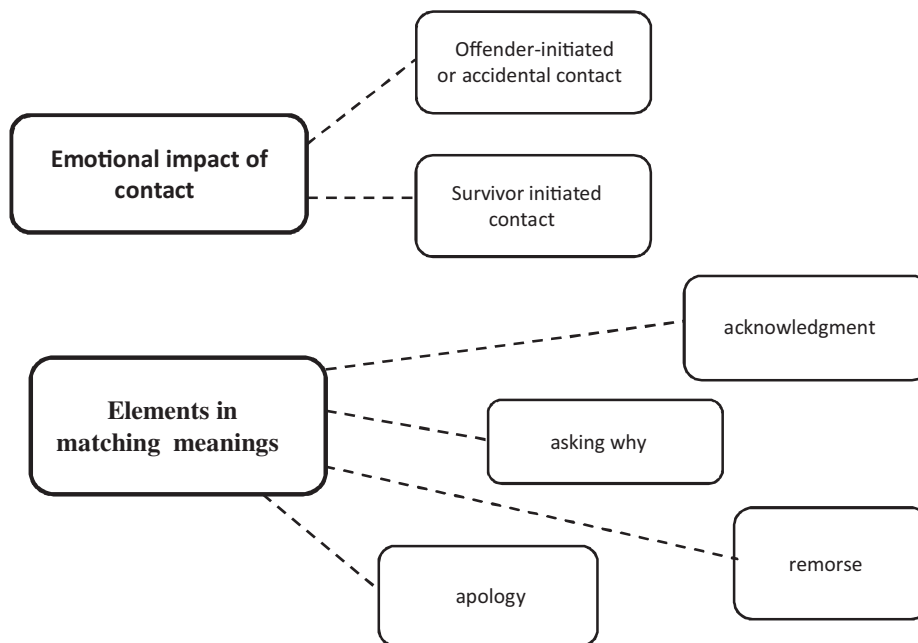 Offender-initiated
or accidental contact
Emotional impact of
contact
Survivor initiated
contact
acknowledgment
Elements in
matching meanings
asking why
remorse
apology